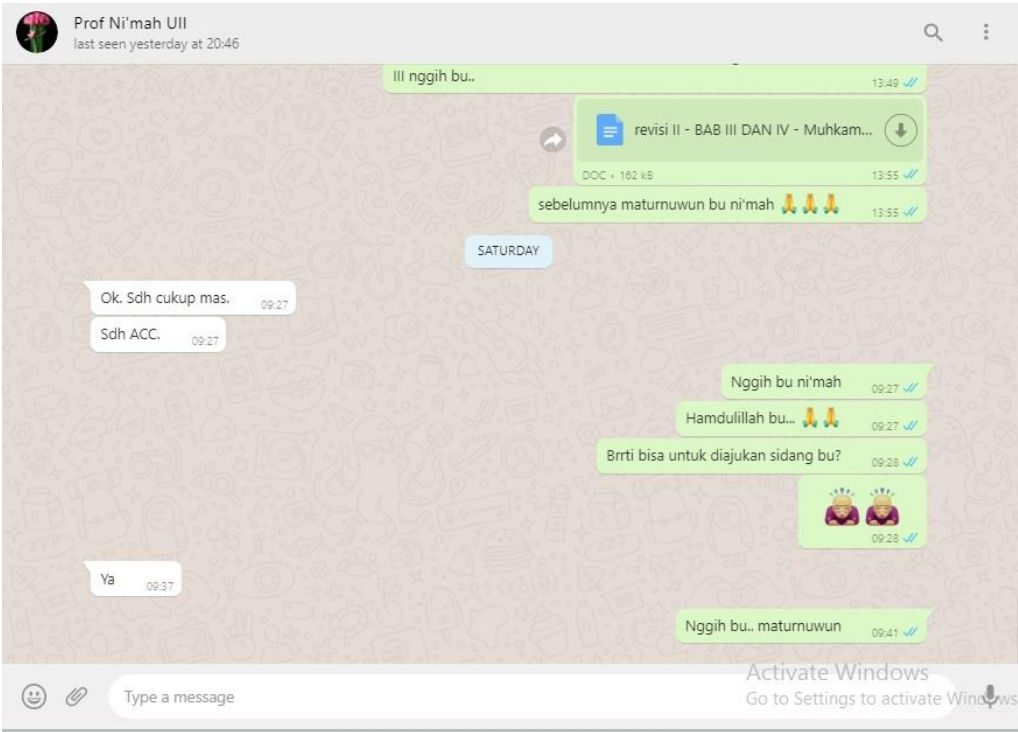 Prof Ni'mah UII
last seen yesterday at 20:46
III nggih bu..
13:49
revisi II - BAB III DAN IV - Muhkam...
DOC • 162 kB
13:55
sebelumnya maturnuwun bu ni'mah 🙏🙏🙏
13:55
SATURDAY
Ok. Sdh cukup mas.
09:27
Sdh ACC.
09:27
Nggih bu ni'mah
09:27
Hamdulillah bu... 🙏🙏
09:27
Brrti bisa untuk diajukan sidang bu?
09:28
09:28
Ya
09:37
Nggih bu.. maturnuwun
09:41
Activate Windows
Go to Settings to activate Windows
Type a message